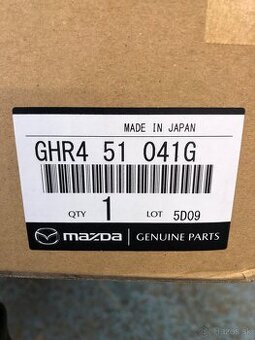 MADE IN JAPAN
GHR4 51 041G
QTY 1 LOT 5D09
mazda GENUINE PARTS